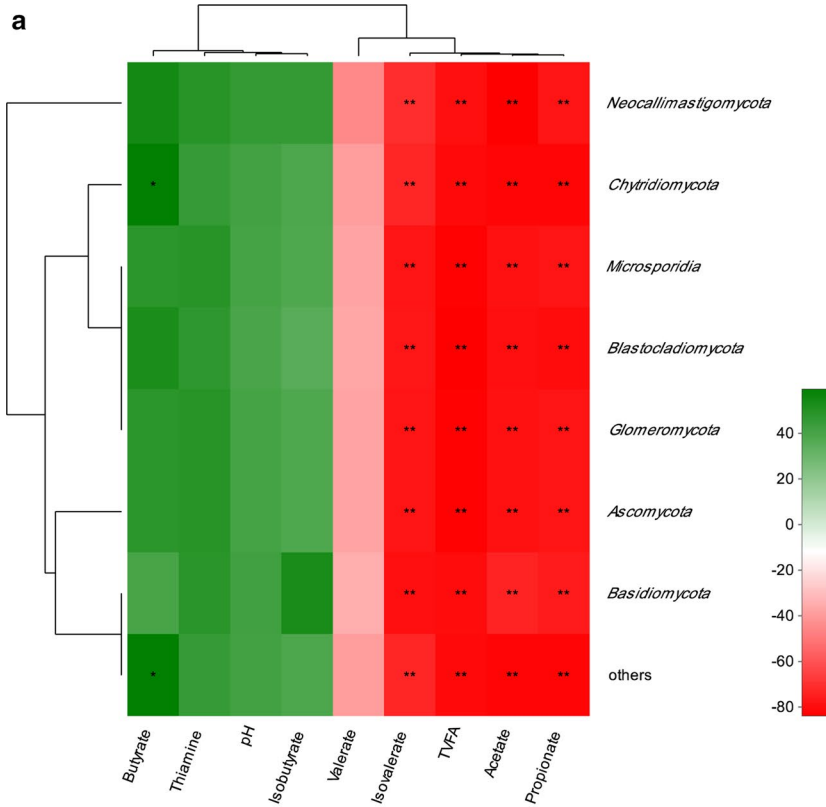 a
** ** ** ** Neocallimastigomycota
* ** ** ** ** Chytridiomycota
** ** ** ** Microsporidia
** ** ** ** Blastocladiomycota
** ** ** ** Glomeromycota
** ** ** ** Ascomycota
** ** ** ** Basidiomycota
* ** ** ** ** others
40
20
0
-20
-40
-60
-80
Butyrate
Thiamine
pH
Isobutyrate
Valerate
Isovalerate
TVFA
Acetate
Propionate